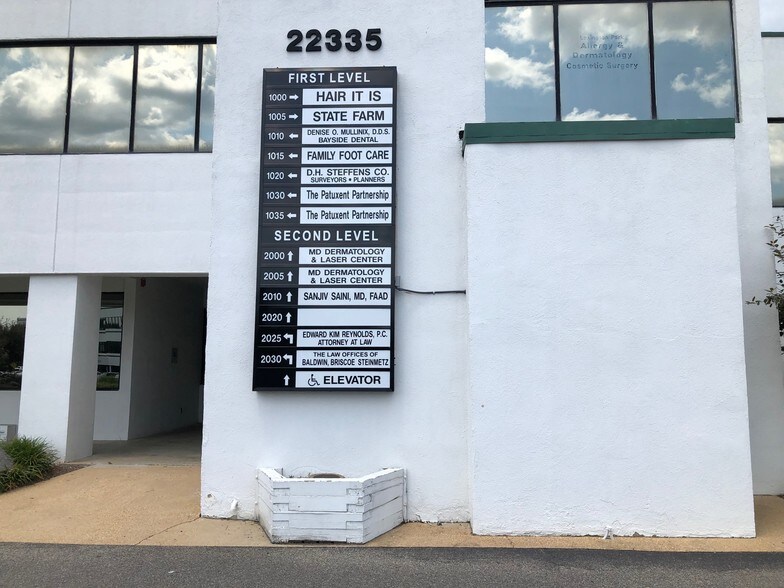 22335
FIRST LEVEL
1000 → HAIR IT IS
1005 → STATE FARM
1010 ← DENISE O. MULLINIX, D.D.S.
BAYSIDE DENTAL
1015 ← FAMILY FOOT CARE
1020 ← D.H. STEFFENS CO.
SURVEYORS • PLANNERS
1030 ← The Patuxent Partnership
1035 ← The Patuxent Partnership
SECOND LEVEL
2000 ↑ MD DERMATOLOGY
& LASER CENTER
2005 ↑ MD DERMATOLOGY
& LASER CENTER
2010 ↑ SANJIV SAINI, MD, FAAD
2020 ↑
2025 ↰ EDWARD KIM REYNOLDS, P.C.
ATTORNEY AT LAW
2030 ↰ THE LAW OFFICES OF
BALDWIN, BRISCOE STEINMETZ
↑ ♿ ELEVATOR
Allergy &
Dermatology
Cosmetic Surgery